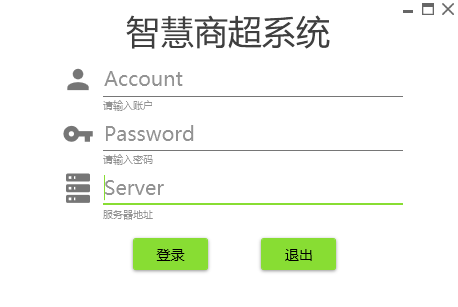 智慧商超系统
Account
请输入账户
Password
请输入密码
Server
服务器地址
登录 退出